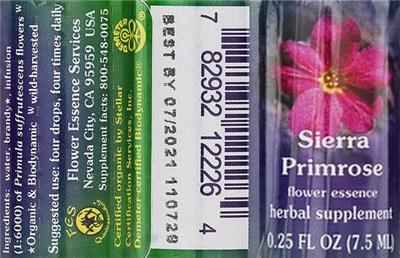 Ingredients: water, brandy★, infusion
(1:6000) of Primula suffrutescens flowers W
★Organic & Biodynamic W wild-harvested
Suggested use: four drops, four times daily
Flower Essence Services
Nevada City, CA 95959 USA
Supplement facts: 800-548-0075
FES
Certified organic by Stellar
Certification Services, Inc.
Demeter-certified Biodynamic®
BEST BY 07/2021 110729
7 82932 12226 4
Sierra
Primrose
flower essence
herbal supplement
0.25 FL OZ (7.5 ML)